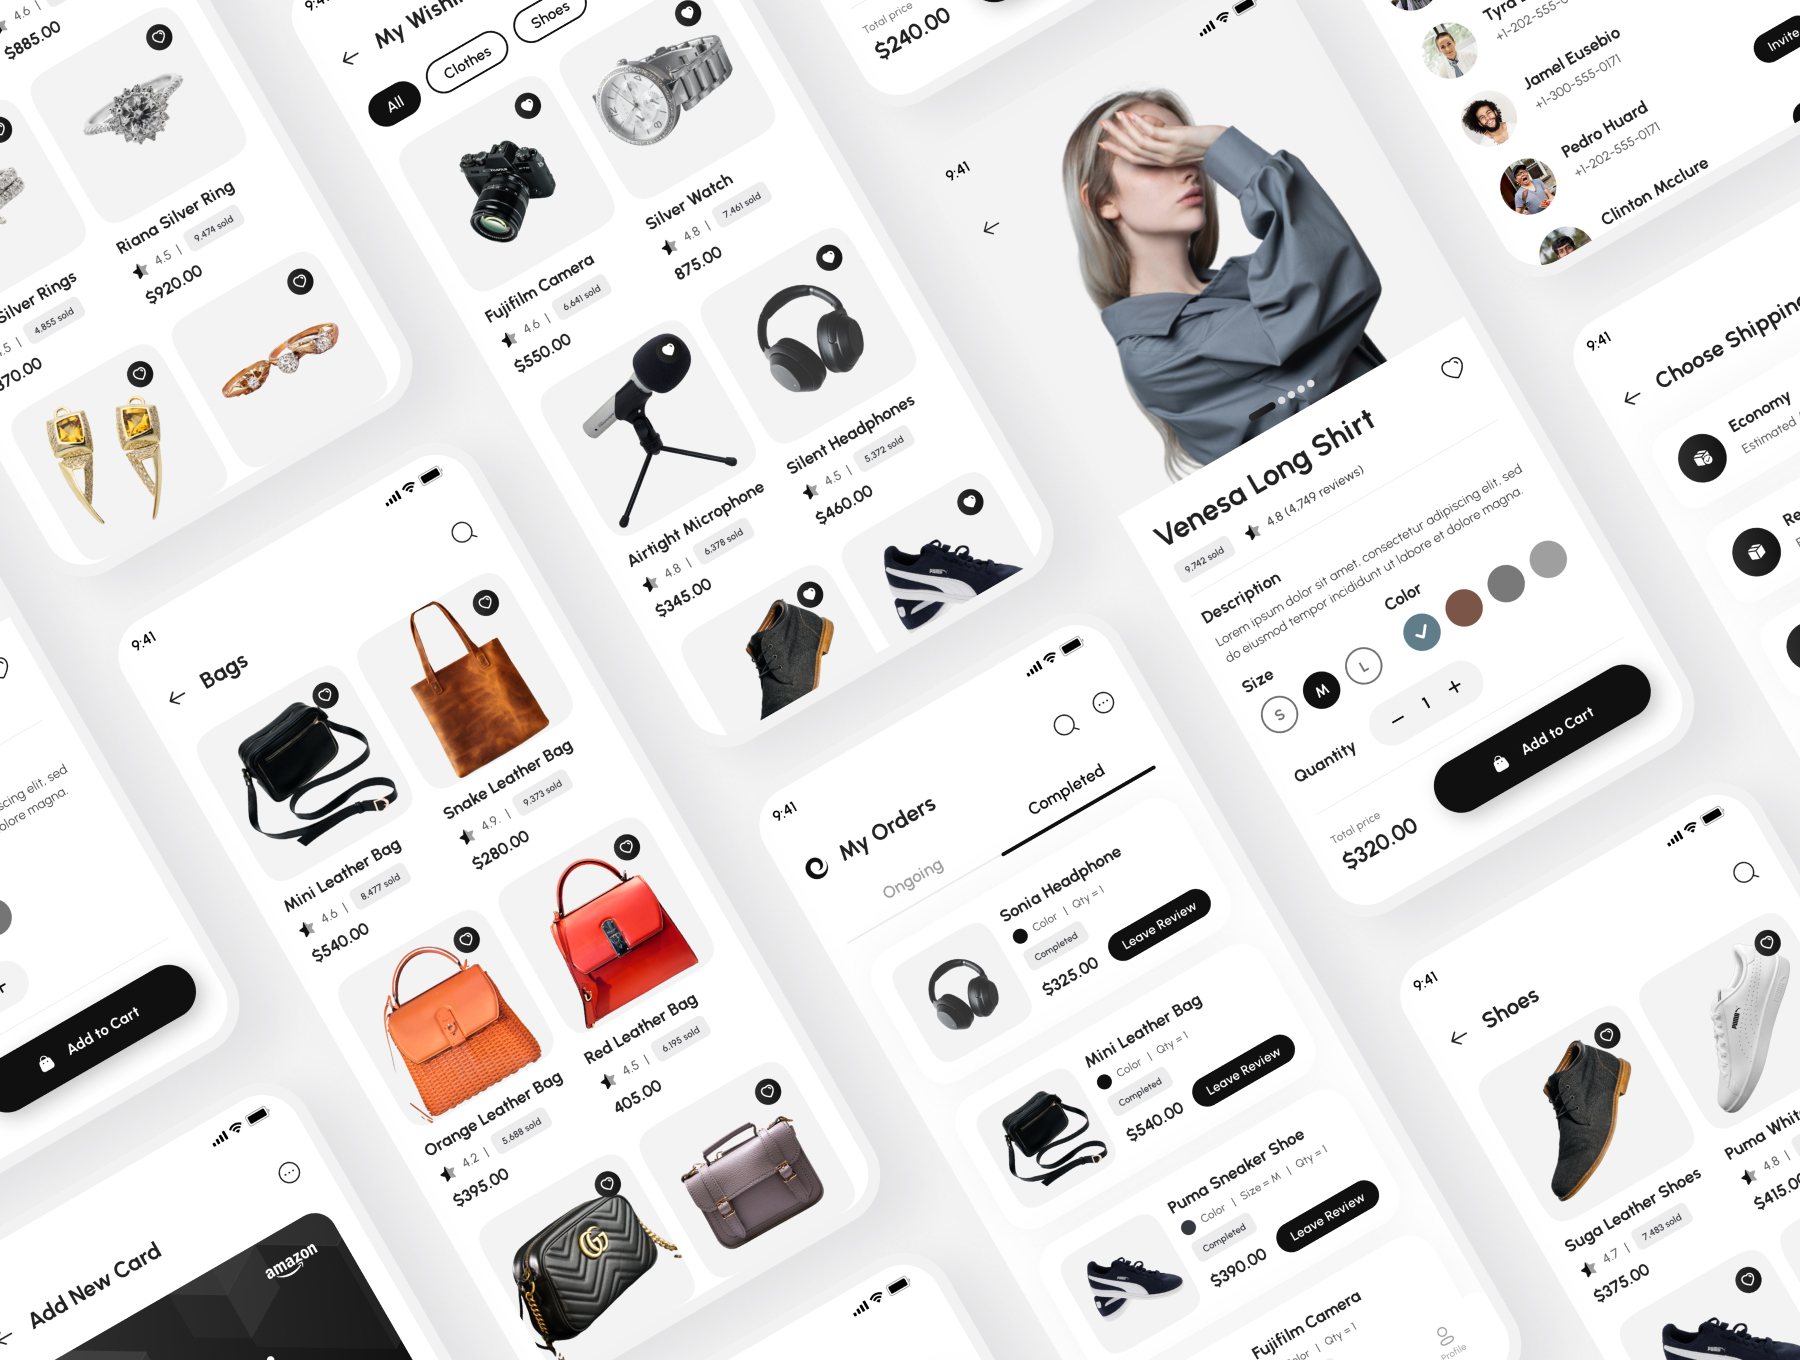 4.6 |
$885.00
Riana Silver Ring
4.5 |
9.474 sold
$920.00
Silver Rings
4.855 sold
9:41
My
All
Clothes
Shoes
Fujifilm Camera
4.6 |
6.641 sold
$550.00
Silver Watch
4.8 |
7.461 sold
875.00
Airtight Microphone
4.8 |
6.378 sold
$345.00
Silent Headphones
4.5 |
5.372 sold
$460.00
PUMA
Total price
$240.00
9:41
Venesa Long Shirt
9,742 sold
4.8 (4,749 reviews)
Description
Lorem ipsum dolor sit amet, consectetur adipiscing elit, sed
do eiusmod tempor incididunt ut labore et dolore magna.
Size
S
M
L
Color
Quantity
1
Total price
$320.00
Add to Cart
+1-202-555-0
Jamel Eusebio
+1-300-555-0171
Invite
Pedro Huard
+1-202-555-0171
Clinton Mcclure
9:41
Choose Shipping
Economy
Estimated
9:41
Bags
Mini Leather Bag
4.6 |
8.477 sold
$540.00
Snake Leather Bag
4.9. |
9.373 sold
$280.00
Orange Leather Bag
4.2 |
5.688 sold
$395.00
Red Leather Bag
4.5 |
6.195 sold
405.00
elit, sed
magna.
Add to Cart
Add New Card
amazon
9:41
My Orders
Ongoing
Completed
Sonia Headphone
Color | Qty = 1
Completed
$325.00
Leave Review
Mini Leather Bag
Color | Qty = 1
Completed
$540.00
Leave Review
Puma Sneaker Shoe
Color | Size = M | Qty = 1
Completed
$390.00
Leave Review
PUMA
Fujifilm Camera
Color | Qty = 1
Profile
9:41
Shoes
Suga Leather Shoes
4.7 |
7.483 sold
$375.00
PUMA
Puma
4.8 |